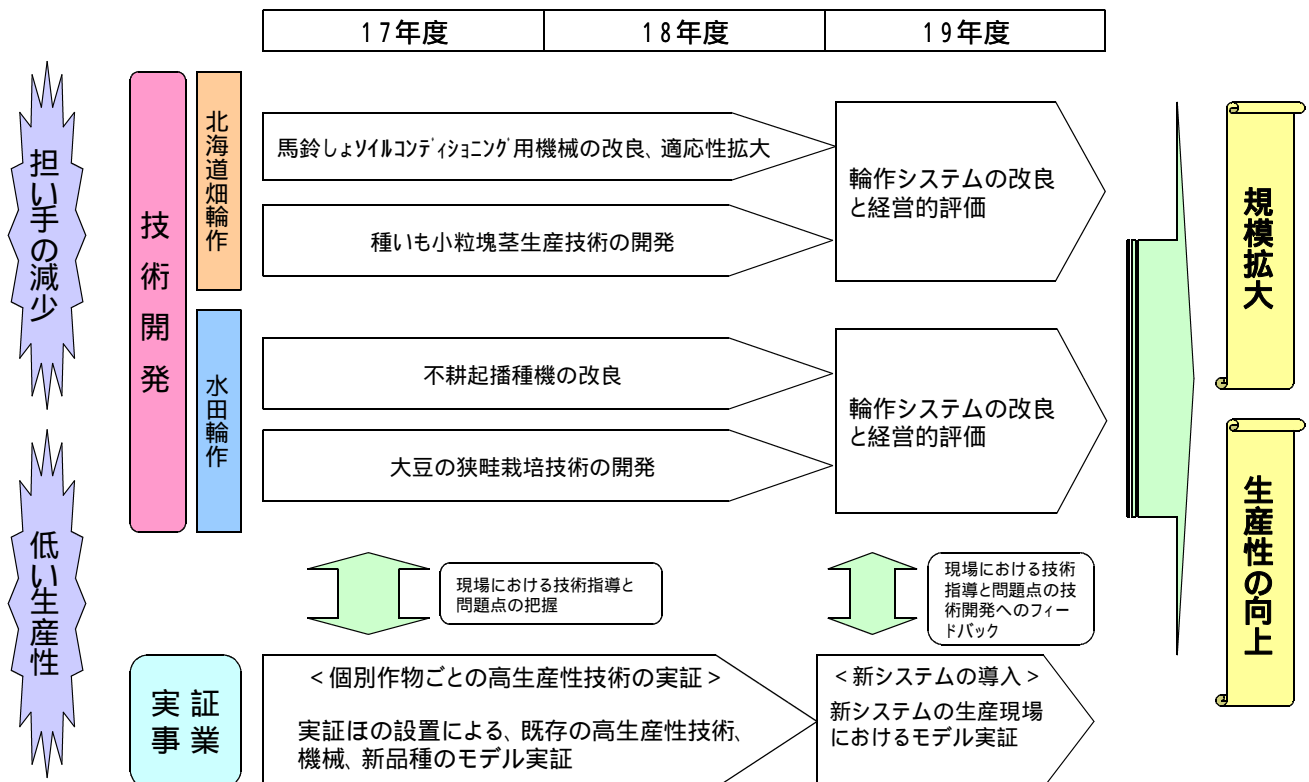 17年度
18年度
19年度
担い手の減少
低い生産性
技術開発
北海道畑輪作
水田輪作
馬鈴しょソイルコンディショニング用機械の改良、適応性拡大
種いも小粒塊茎生産技術の開発
輪作システムの改良
と経営的評価
不耕起播種機の改良
大豆の狭畦栽培技術の開発
輪作システムの改良
と経営的評価
現場における技術指導と
問題点の把握
現場における技術
指導と問題点の技
術開発へのフィー
ドバック
実証
事業
<個別作物ごとの高生産性技術の実証>
実証ほの設置による、既存の高生産性技術、
機械、新品種のモデル実証
<新システムの導入>
新システムの生産現場
におけるモデル実証
規模拡大
生産性の向上